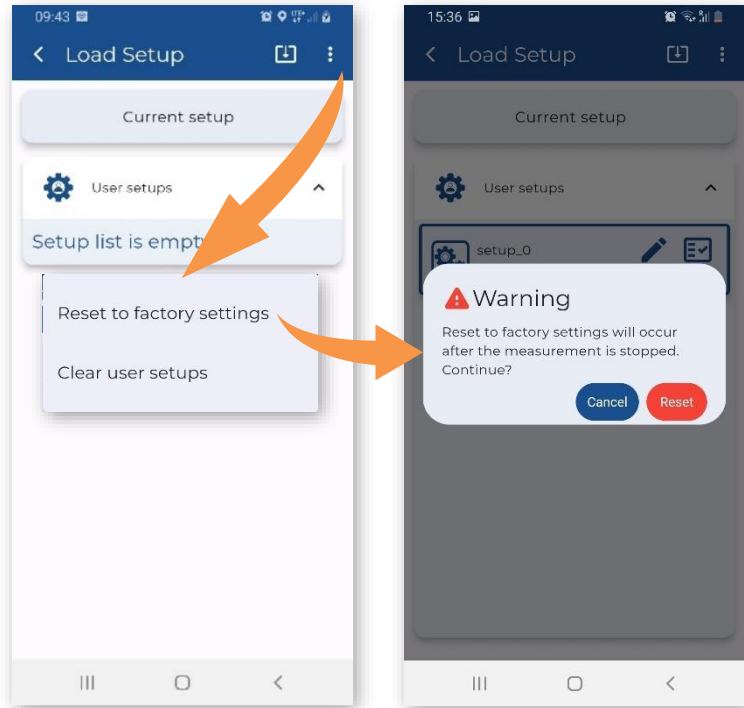 09:43
Load Setup
Current setup
User setups
Setup list is empt
Reset to factory settings
Clear user setups
15:36
Load Setup
Current setup
User setups
setup_0
Warning
Reset to factory settings will occur
after the measurement is stopped.
Continue?
Cancel
Reset